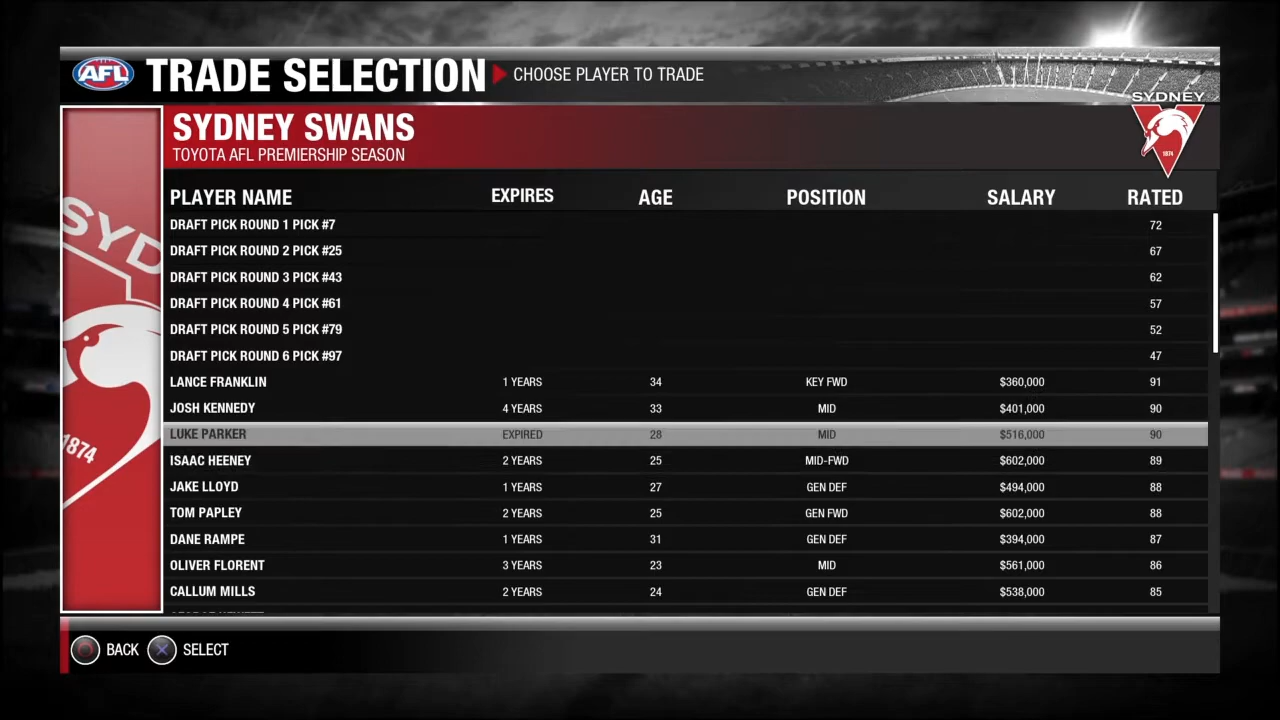 AFL TRADE SELECTION CHOOSE PLAYER TO TRADE
SYDNEY
1874
SYDNEY SWANS
TOYOTA AFL PREMIERSHIP SEASON
SYD
1874
PLAYER NAME EXPIRES AGE POSITION SALARY RATED
DRAFT PICK ROUND 1 PICK #7 72
DRAFT PICK ROUND 2 PICK #25 67
DRAFT PICK ROUND 3 PICK #43 62
DRAFT PICK ROUND 4 PICK #61 57
DRAFT PICK ROUND 5 PICK #79 52
DRAFT PICK ROUND 6 PICK #97 47
LANCE FRANKLIN 1 YEARS 34 KEY FWD $360,000 91
JOSH KENNEDY 4 YEARS 33 MID $401,000 90
LUKE PARKER EXPIRED 28 MID $516,000 90
ISAAC HEENEY 2 YEARS 25 MID-FWD $602,000 89
JAKE LLOYD 1 YEARS 27 GEN DEF $494,000 88
TOM PAPLEY 2 YEARS 25 GEN FWD $602,000 88
DANE RAMPE 1 YEARS 31 GEN DEF $394,000 87
OLIVER FLORENT 3 YEARS 23 MID $561,000 86
CALLUM MILLS 2 YEARS 24 GEN DEF $538,000 85
BACK SELECT